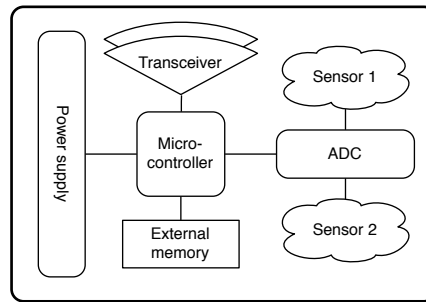 Transceiver
Sensor 1
Power supply
Micro-
controller
ADC
External
memory
Sensor 2